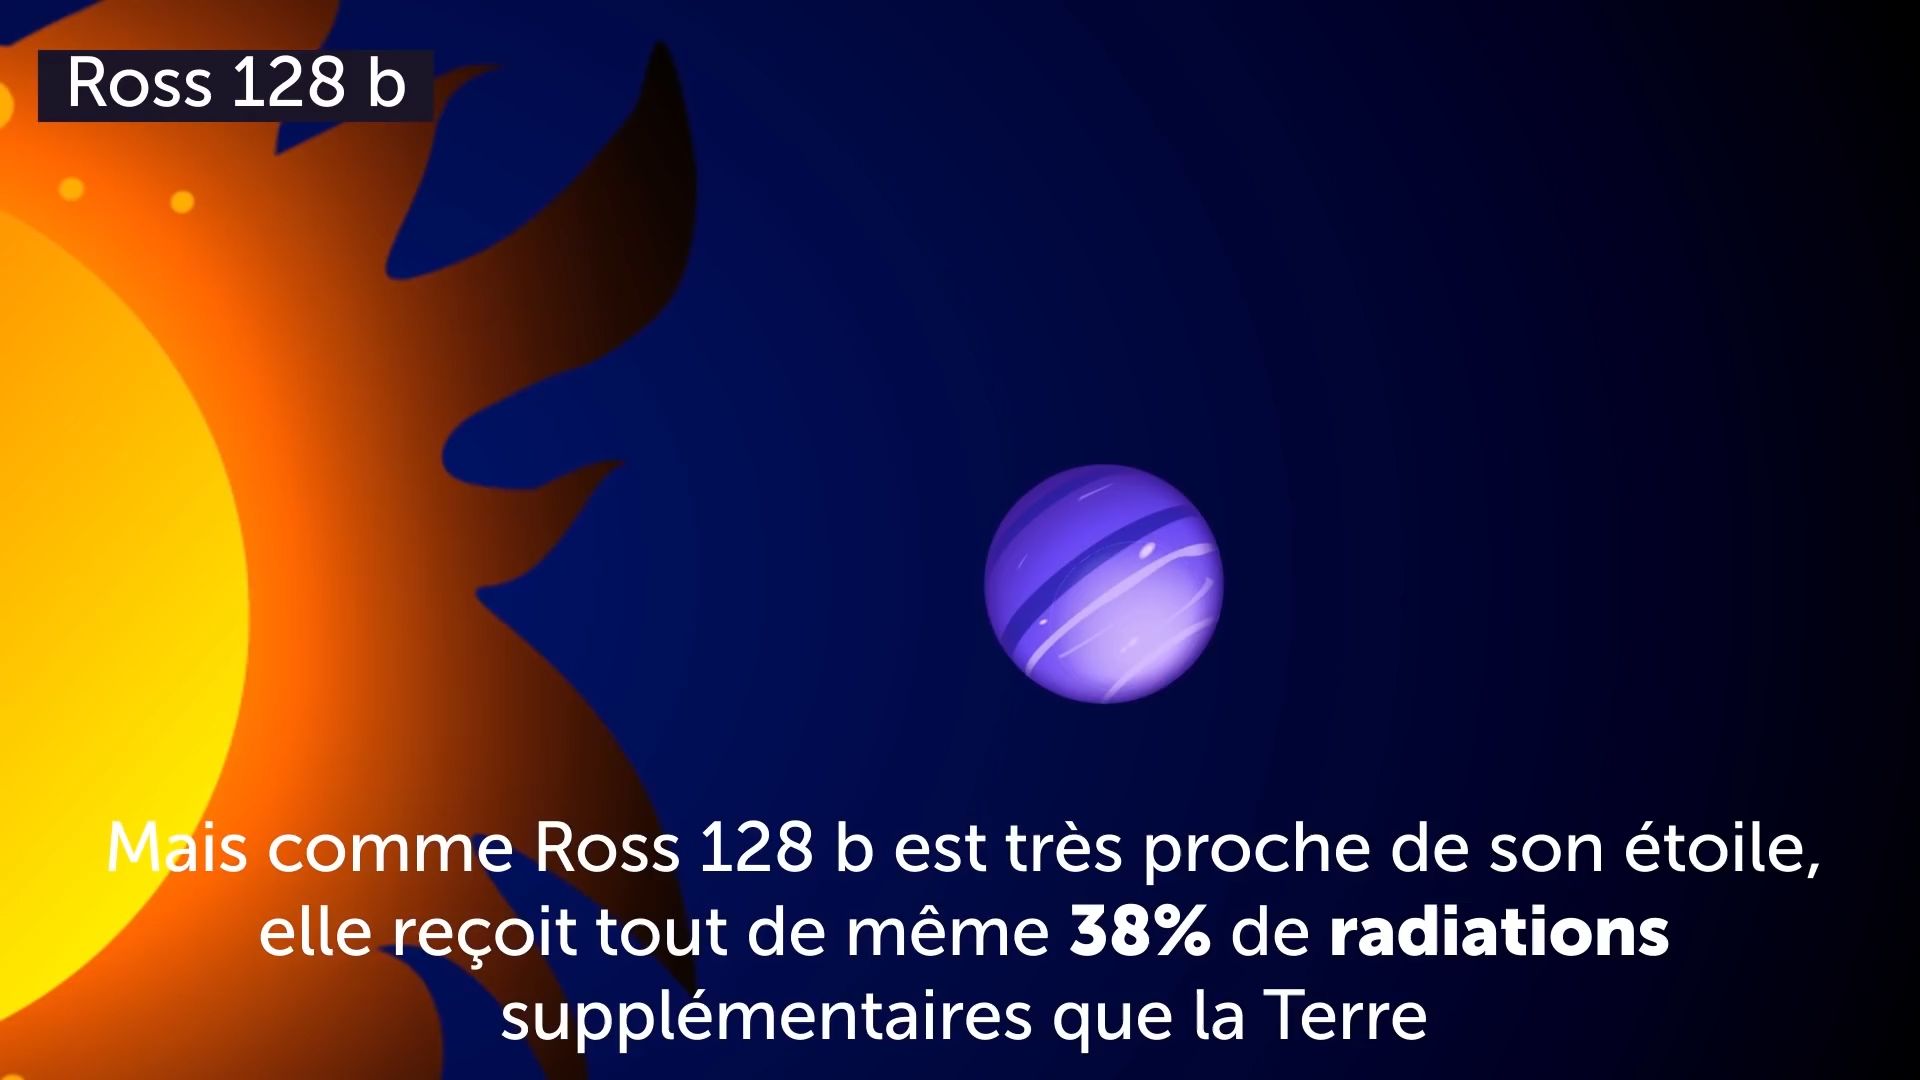 Ross 128 b
Mais comme Ross 128 b est très proche de son étoile,
elle reçoit tout de même 38% de radiations
supplémentaires que la Terre